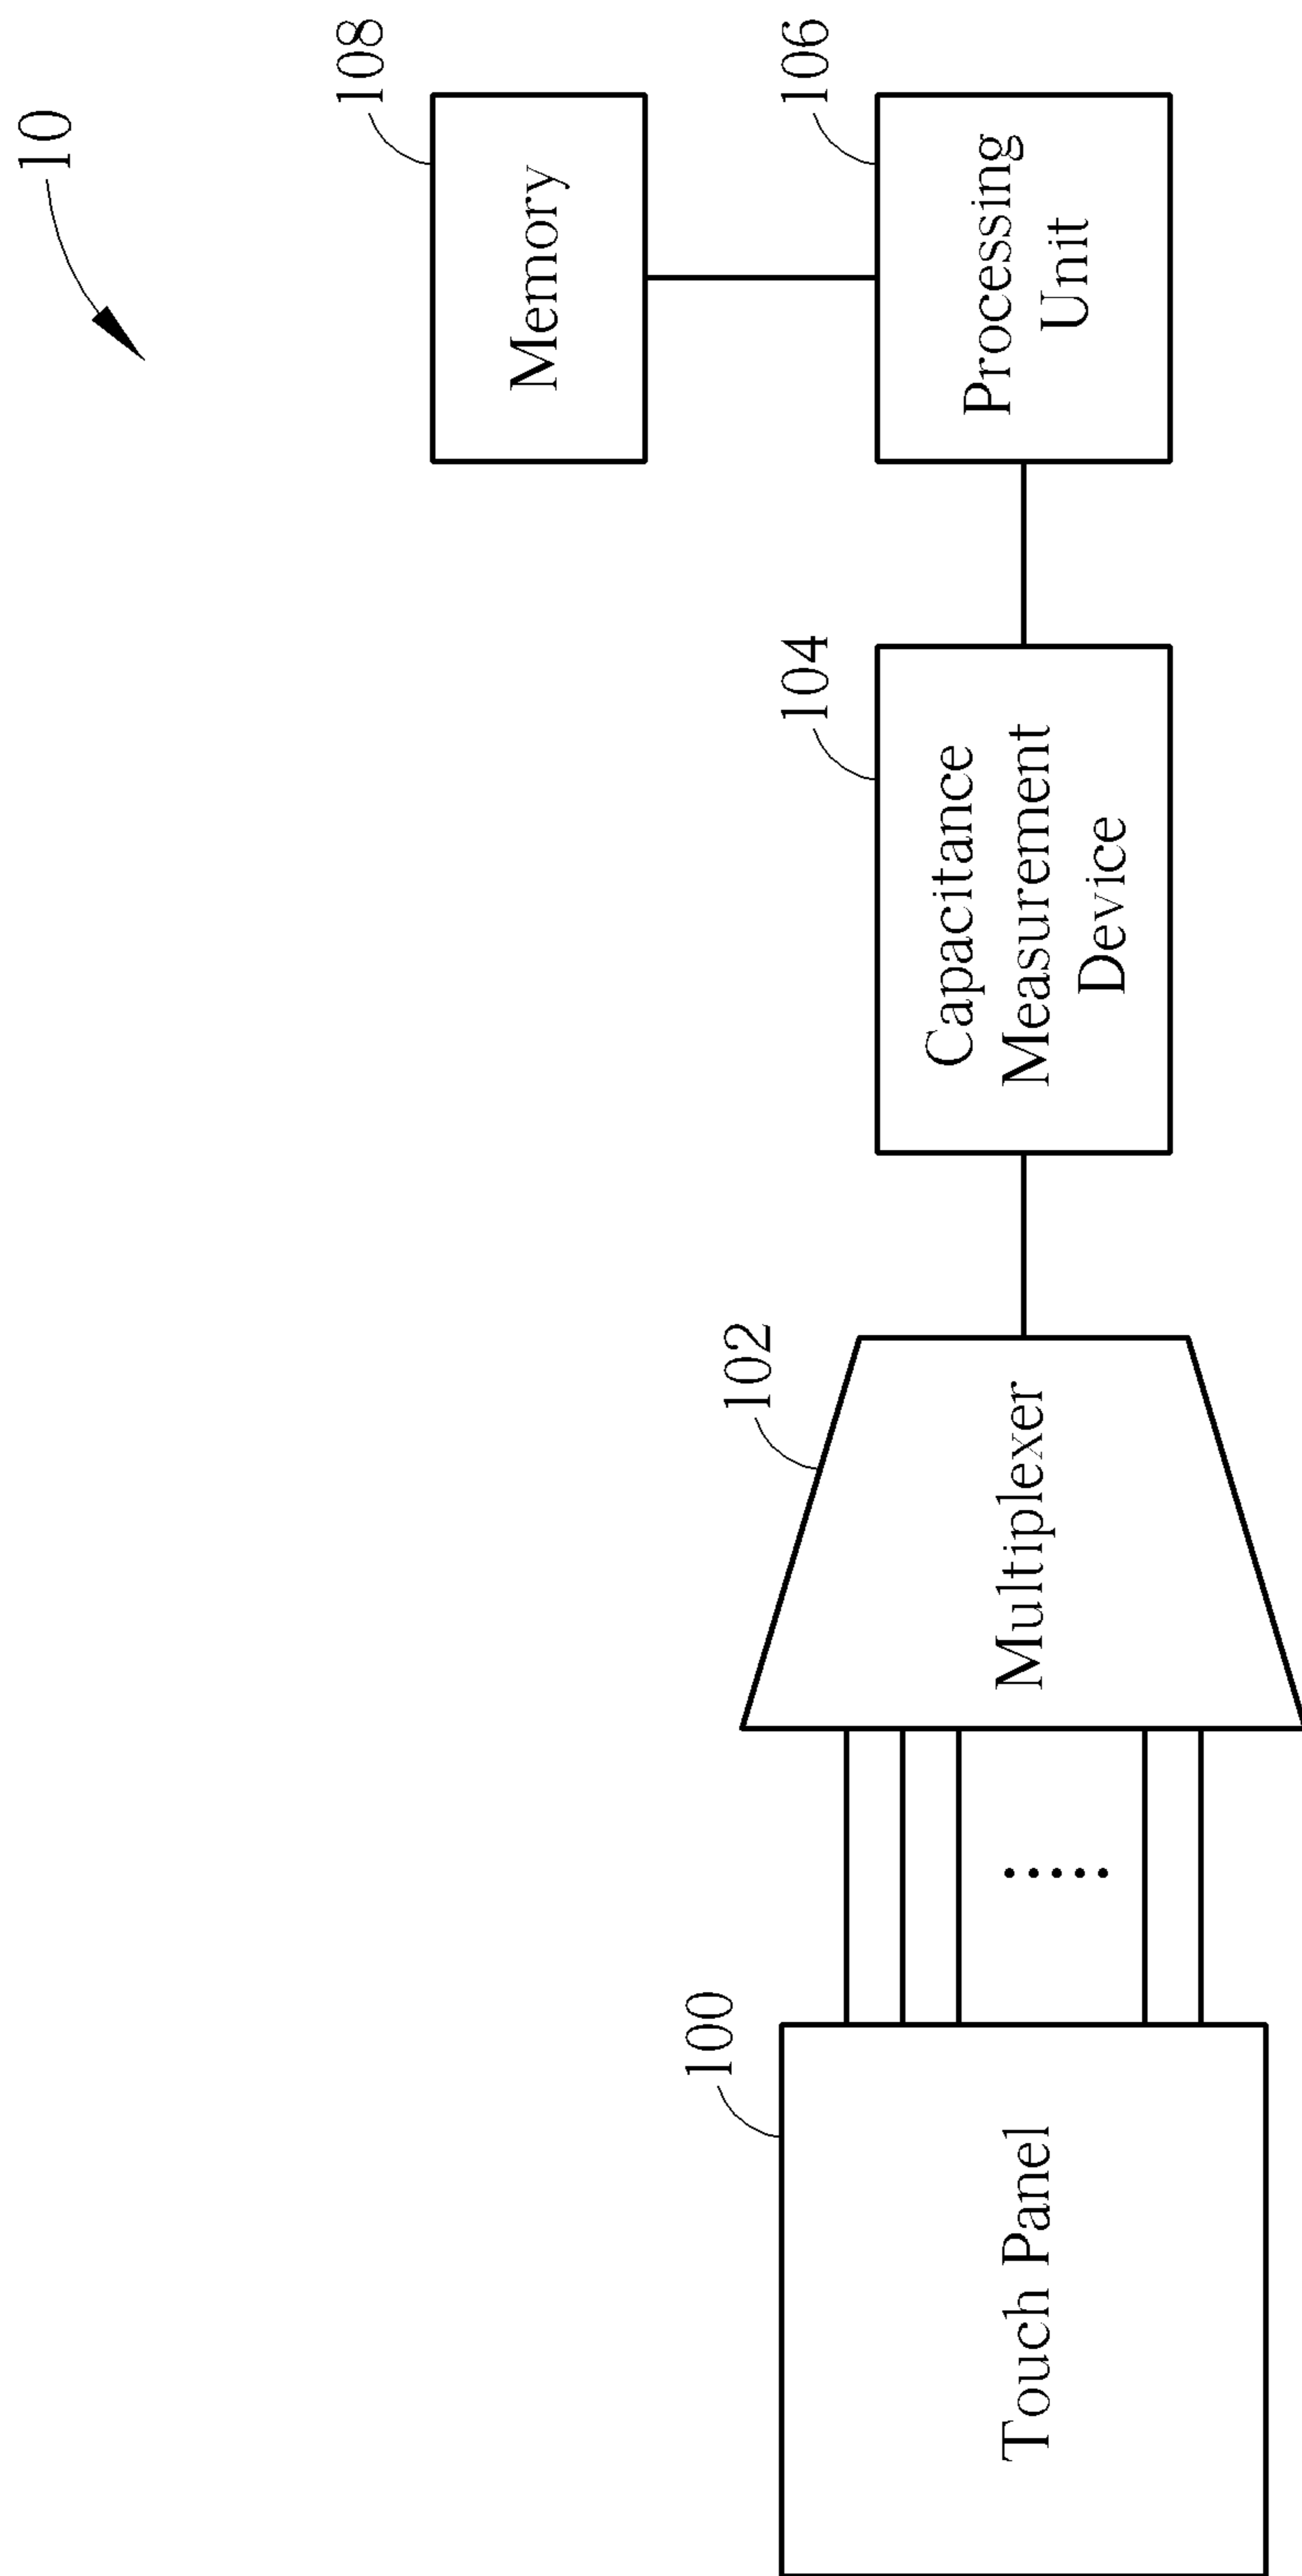 10
108
Memory
106
Processing
Unit
104
Capacitance
Measurement
Device
102
Multiplexer
100
Touch Panel